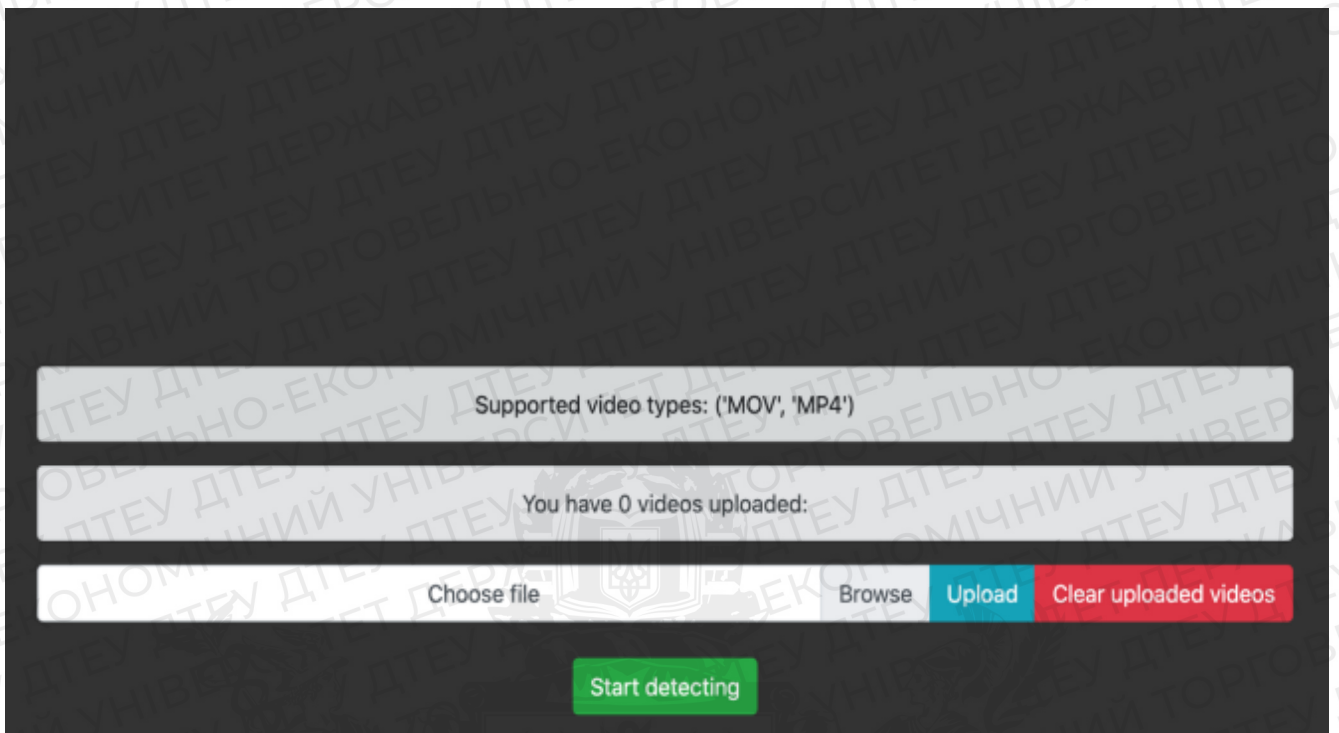 Supported video types: ('MOV', 'MP4')
You have 0 videos uploaded:
Choose file Browse Upload Clear uploaded videos
Start detecting